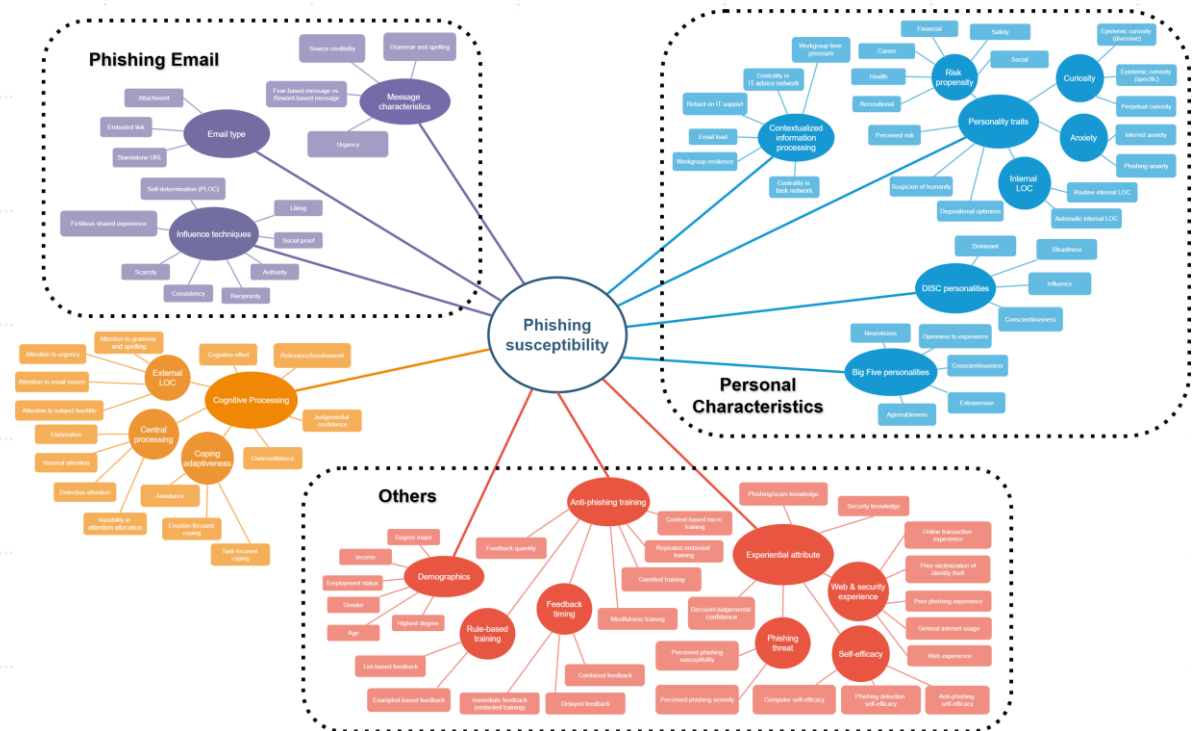 Phishing Email
Source credibility
Grammar and spelling
Fear-based message vs.
Reward-based message
Message
characteristics
Urgency
Attachment
Embeded link
Email type
Standalone URL
Self-determination (PLOC)
Fictitious shared experience
Liking
Influence techniques
Social proof
Scarcity
Authority
Consistency
Reciprocity
Phishing
susceptibility
Workgroup time
pressure
Centrality in
IT advice network
Reliant on IT support
Email load
Contextualized
information
processing
Workgroup resilience
Centrality in
task network
Financial
Safety
Career
Social
Health
Risk
propensity
Recreational
Perceived risk
Personality traits
Suspicion of humanity
Dispositional optimism
Curiosity
Epistemic curiosity
(diversive)
Epistemic curiosity
(specific)
Perpetual curiosity
Anxiety
Internet anxiety
Phishing anxiety
Internal
LOC
Routine internal LOC
Automatic internal LOC
Dominant
Steadiness
DISC personalities
Influence
Conscientiousness
Neuroticism
Openness to experience
Big Five personalities
Conscientiousness
Extraversion
Agreeableness
Personal
Characteristics
Attention to grammar
and spelling
Attention to urgency
Attention to email source
Attention to subject line/title
External
LOC
Cognitive effort
Relevance/Involvement
Cognitive Processing
Judgemental
confidence
Overconfidence
Elaboration
Central
processing
Visceral attention
Detection attention
Variability in
attention allocation
Coping
adaptiveness
Avoidance
Emotion-focused
coping
Task-focused
coping
Others
Degree major
Income
Employment status
Gender
Age
Demographics
Highest degree
Anti-phishing training
Feedback quantity
Content based micro
training
Repeated embeded
training
Gamified training
Mindfulness training
Rule-based
training
List-based feedback
Exampled-based feedback
Feedback
timing
Combined feedback
Immediate feedback
(embeded training)
Delayed feedback
Phishing/scam knowledge
Security knowledge
Experiential attribute
Decision/Judgemental
confidence
Phishing
threat
Perceived phishing
susceptibility
Perceived phishing severity
Web & security
experience
Online transaction
experience
Prior victimization of
identity theft
Prior phishing experience
General internet usage
Web experience
Self-efficacy
Computer self-efficacy
Phishing detection
self-efficacy
Anti-phishing
self-efficacy